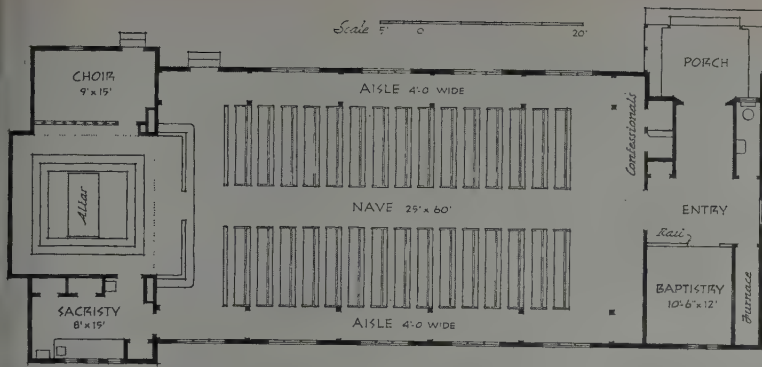 Scale 5' 0 20'
CHOIR
9' x 15'
AISLE 4'-0 WIDE
PORCH
Confessionals
Altar
NAVE 25' x 60'
ENTRY
Rail
SACRISTY
8' x 15'
BAPTISTRY
10'-6" x 12'
Furnace
AISLE 4'-0 WIDE